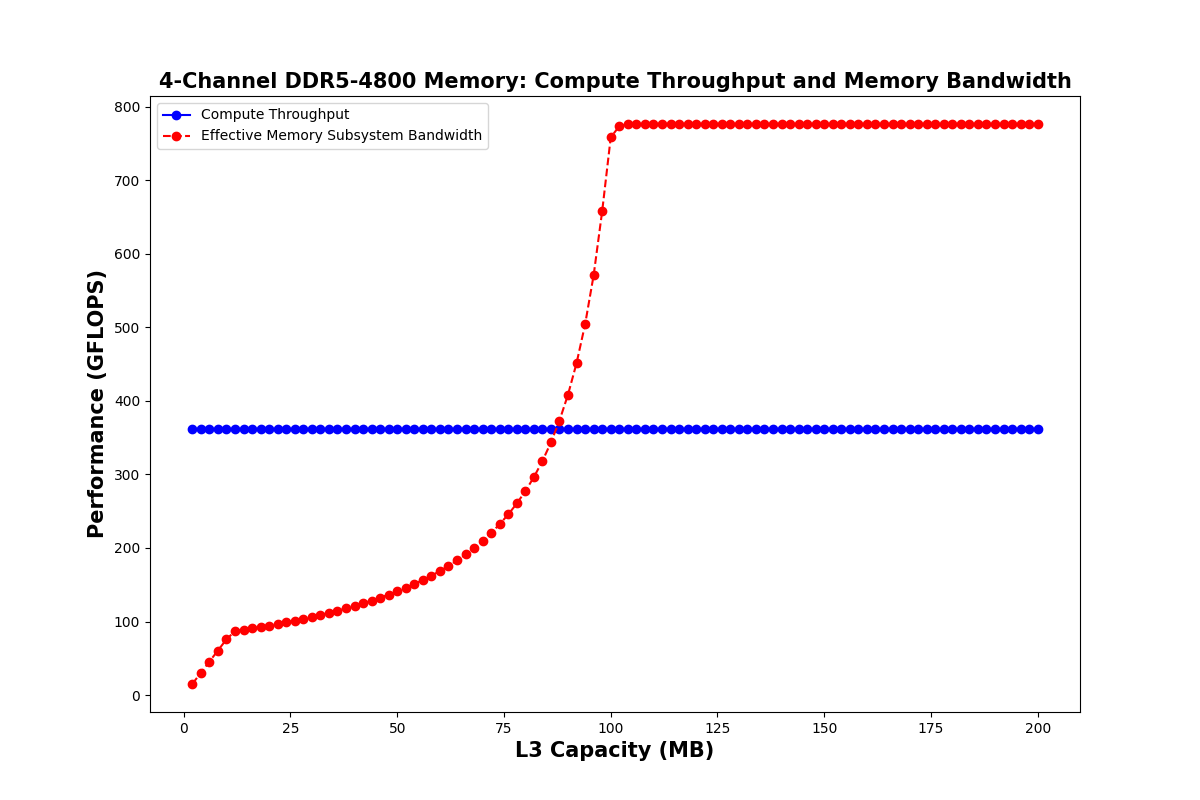 4-Channel DDR5-4800 Memory: Compute Throughput and Memory Bandwidth
Compute Throughput
Effective Memory Subsystem Bandwidth
Performance (GFLOPS)
800
700
600
500
400
300
200
100
0
0 25 50 75 100 125 150 175 200
L3 Capacity (MB)